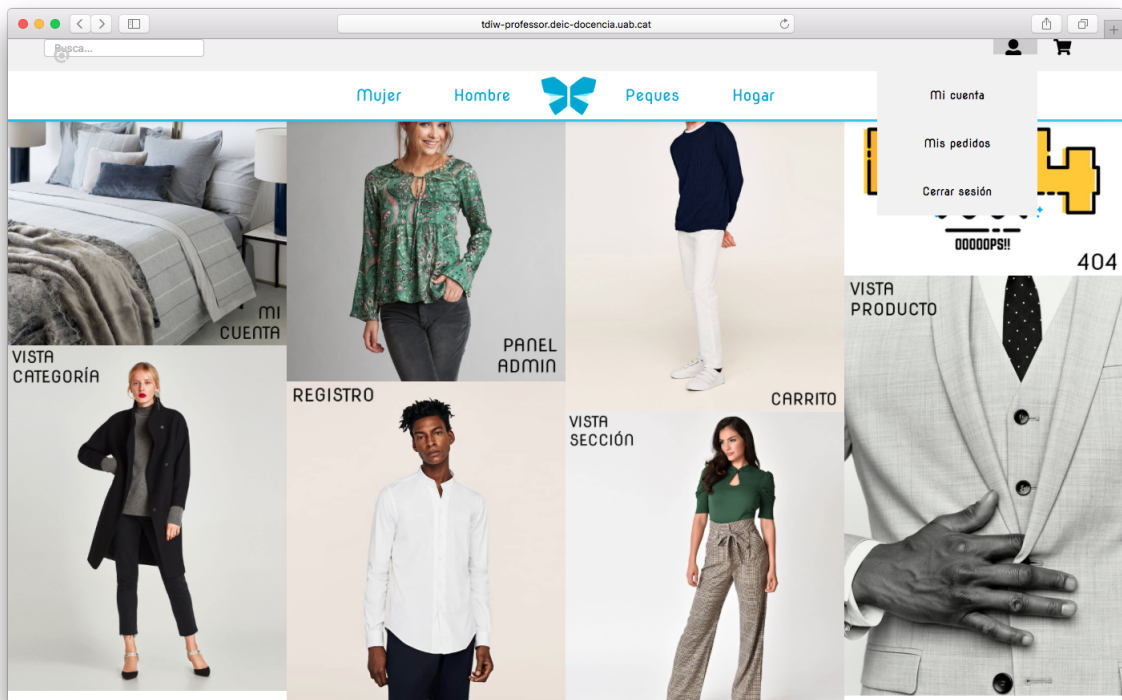 tdiw-professor.deic-docencia.uab.cat
Busca...
Mujer
Hombre
Peques
Hogar
Mi cuenta
Mis pedidos
Cerrar sesión
OOOOOPS!!
404
MI
CUENTA
PANEL
ADMIN
CARRITO
VISTA
PRODUCTO
VISTA
CATEGORÍA
REGISTRO
VISTA
SECCIÓN